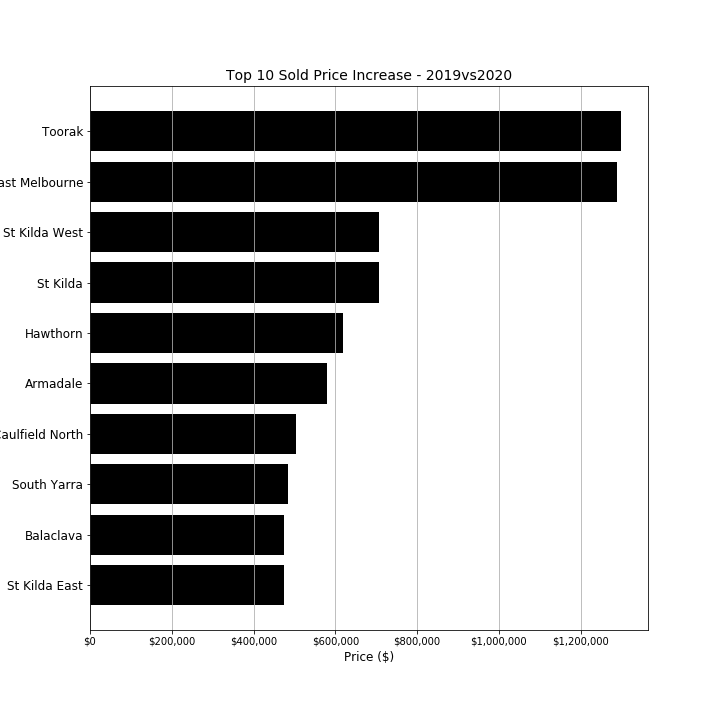 Top 10 Sold Price Increase - 2019vs2020
Toorak
ast Melbourne
St Kilda West
St Kilda
Hawthorn
Armadale
Caulfield North
South Yarra
Balaclava
St Kilda East
$0 $200,000 $400,000 $600,000 $800,000 $1,000,000 $1,200,000
Price ($)